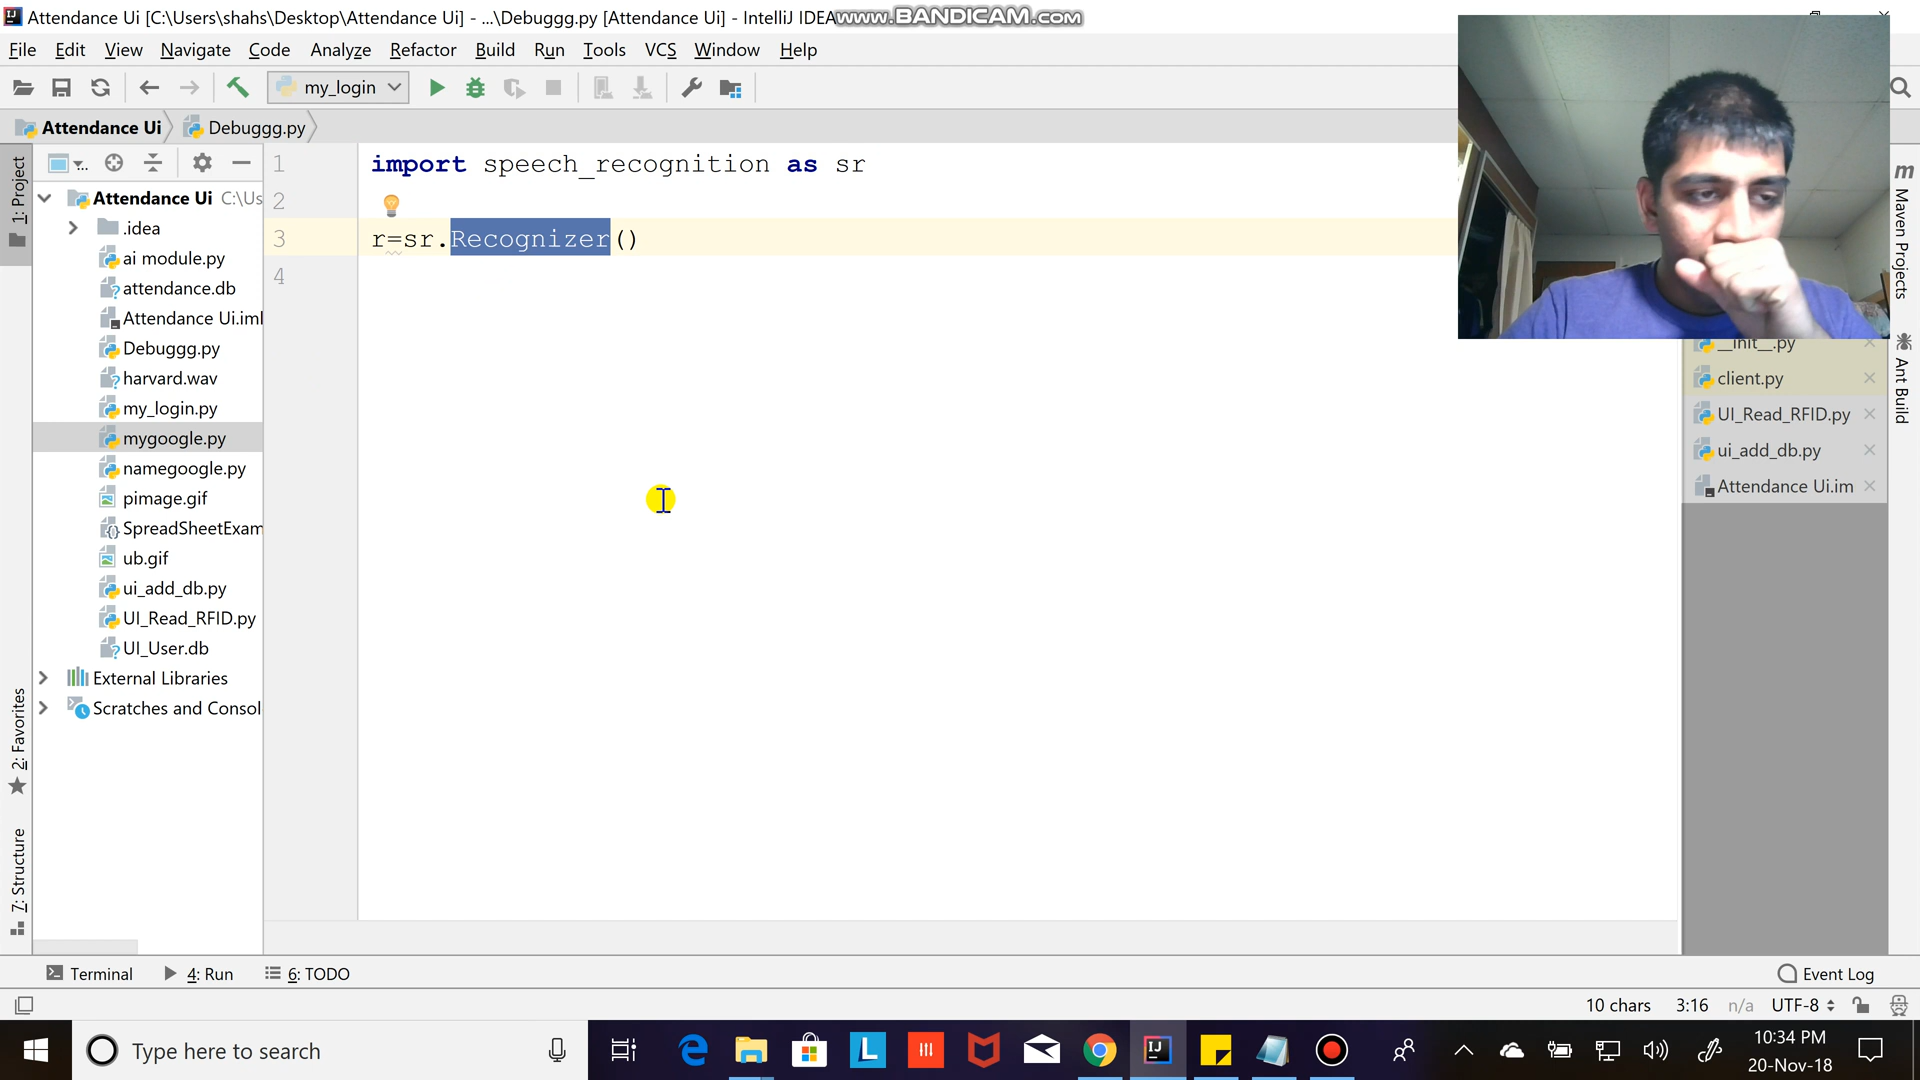 Attendance Ui [C:\Users\shahs\Desktop\Attendance Ui] - ...\Debuggg.py [Attendance Ui] - IntelliJ IDEA
www.BANDICAM.com
File Edit View Navigate Code Analyze Refactor Build Run Tools VCS Window Help
my_login
Attendance Ui Debuggg.py
1: Project
Attendance Ui C:\Us
.idea
ai module.py
attendance.db
Attendance Ui.iml
Debuggg.py
harvard.wav
my_login.py
mygoogle.py
namegoogle.py
pimage.gif
SpreadSheetExam
ub.gif
ui_add_db.py
UI_Read_RFID.py
UI_User.db
External Libraries
Scratches and Consol
2: Favorites
7: Structure
1 import speech_recognition as sr
2
3 r=sr.Recognizer()
4
__init__.py
client.py
UI_Read_RFID.py
ui_add_db.py
Attendance Ui.im
m Maven Projects
Ant Build
Terminal 4: Run 6: TODO Event Log
10 chars 3:16 n/a UTF-8
Type here to search
L
IJ
10:34 PM
20-Nov-18